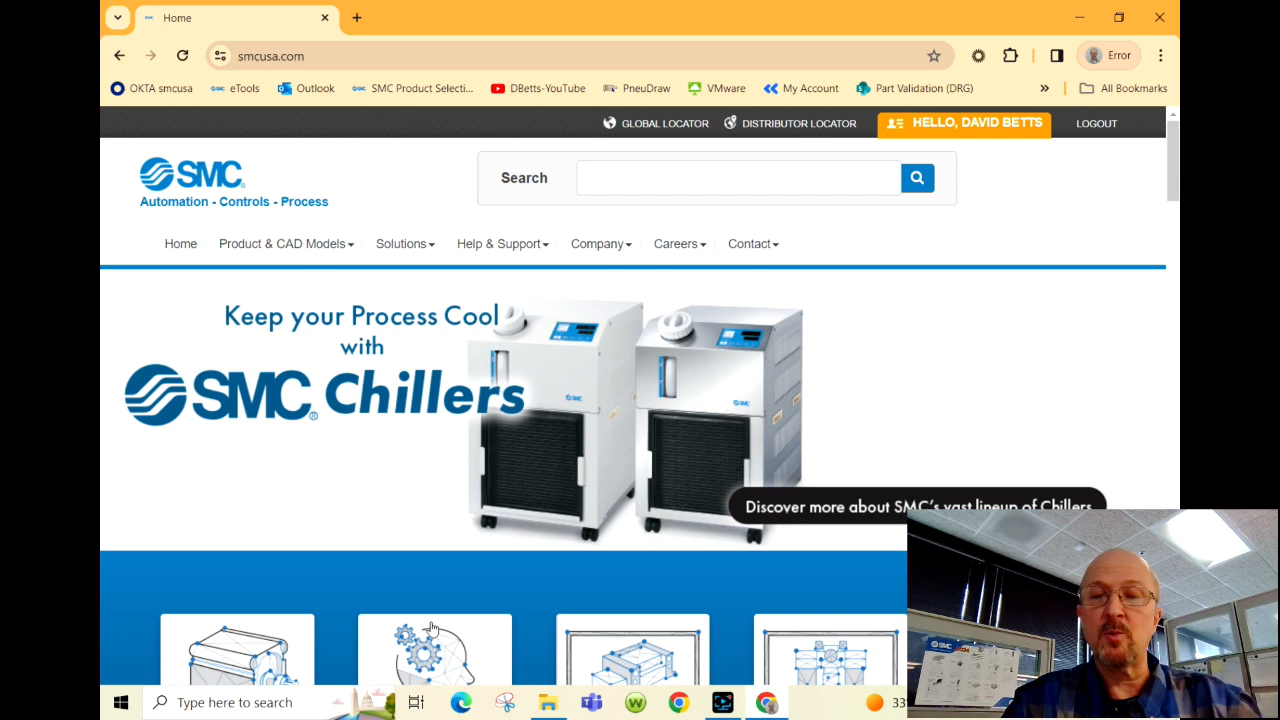 Home
smcusa.com
Error
OKTA smcusa
eTools
Outlook
SMC Product Selecti...
DBetts-YouTube
PneuDraw
VMware
My Account
Part Validation (DRG)
»
All Bookmarks
GLOBAL LOCATOR
DISTRIBUTOR LOCATOR
HELLO, DAVID BETTS
LOGOUT
SMC®
Automation - Controls - Process
Search
Home
Product & CAD Models
Solutions
Help & Support
Company
Careers
Contact
Keep your Process Cool
with
SMC® Chillers
Discover more about SMC's vast lineup of Chillers
Type here to search
33